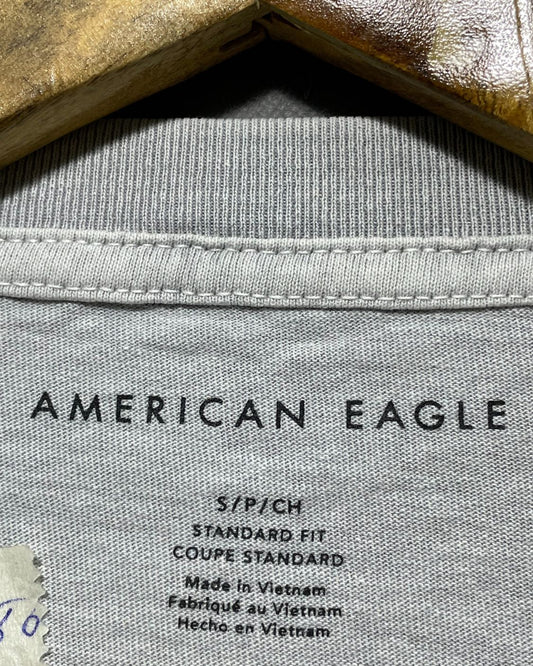 AMERICAN EAGLE
S/P/CH
STANDARD FIT
COUPE STANDARD
Made in Vietnam
Fabriqué au Vietnam
Hecho en Vietnam